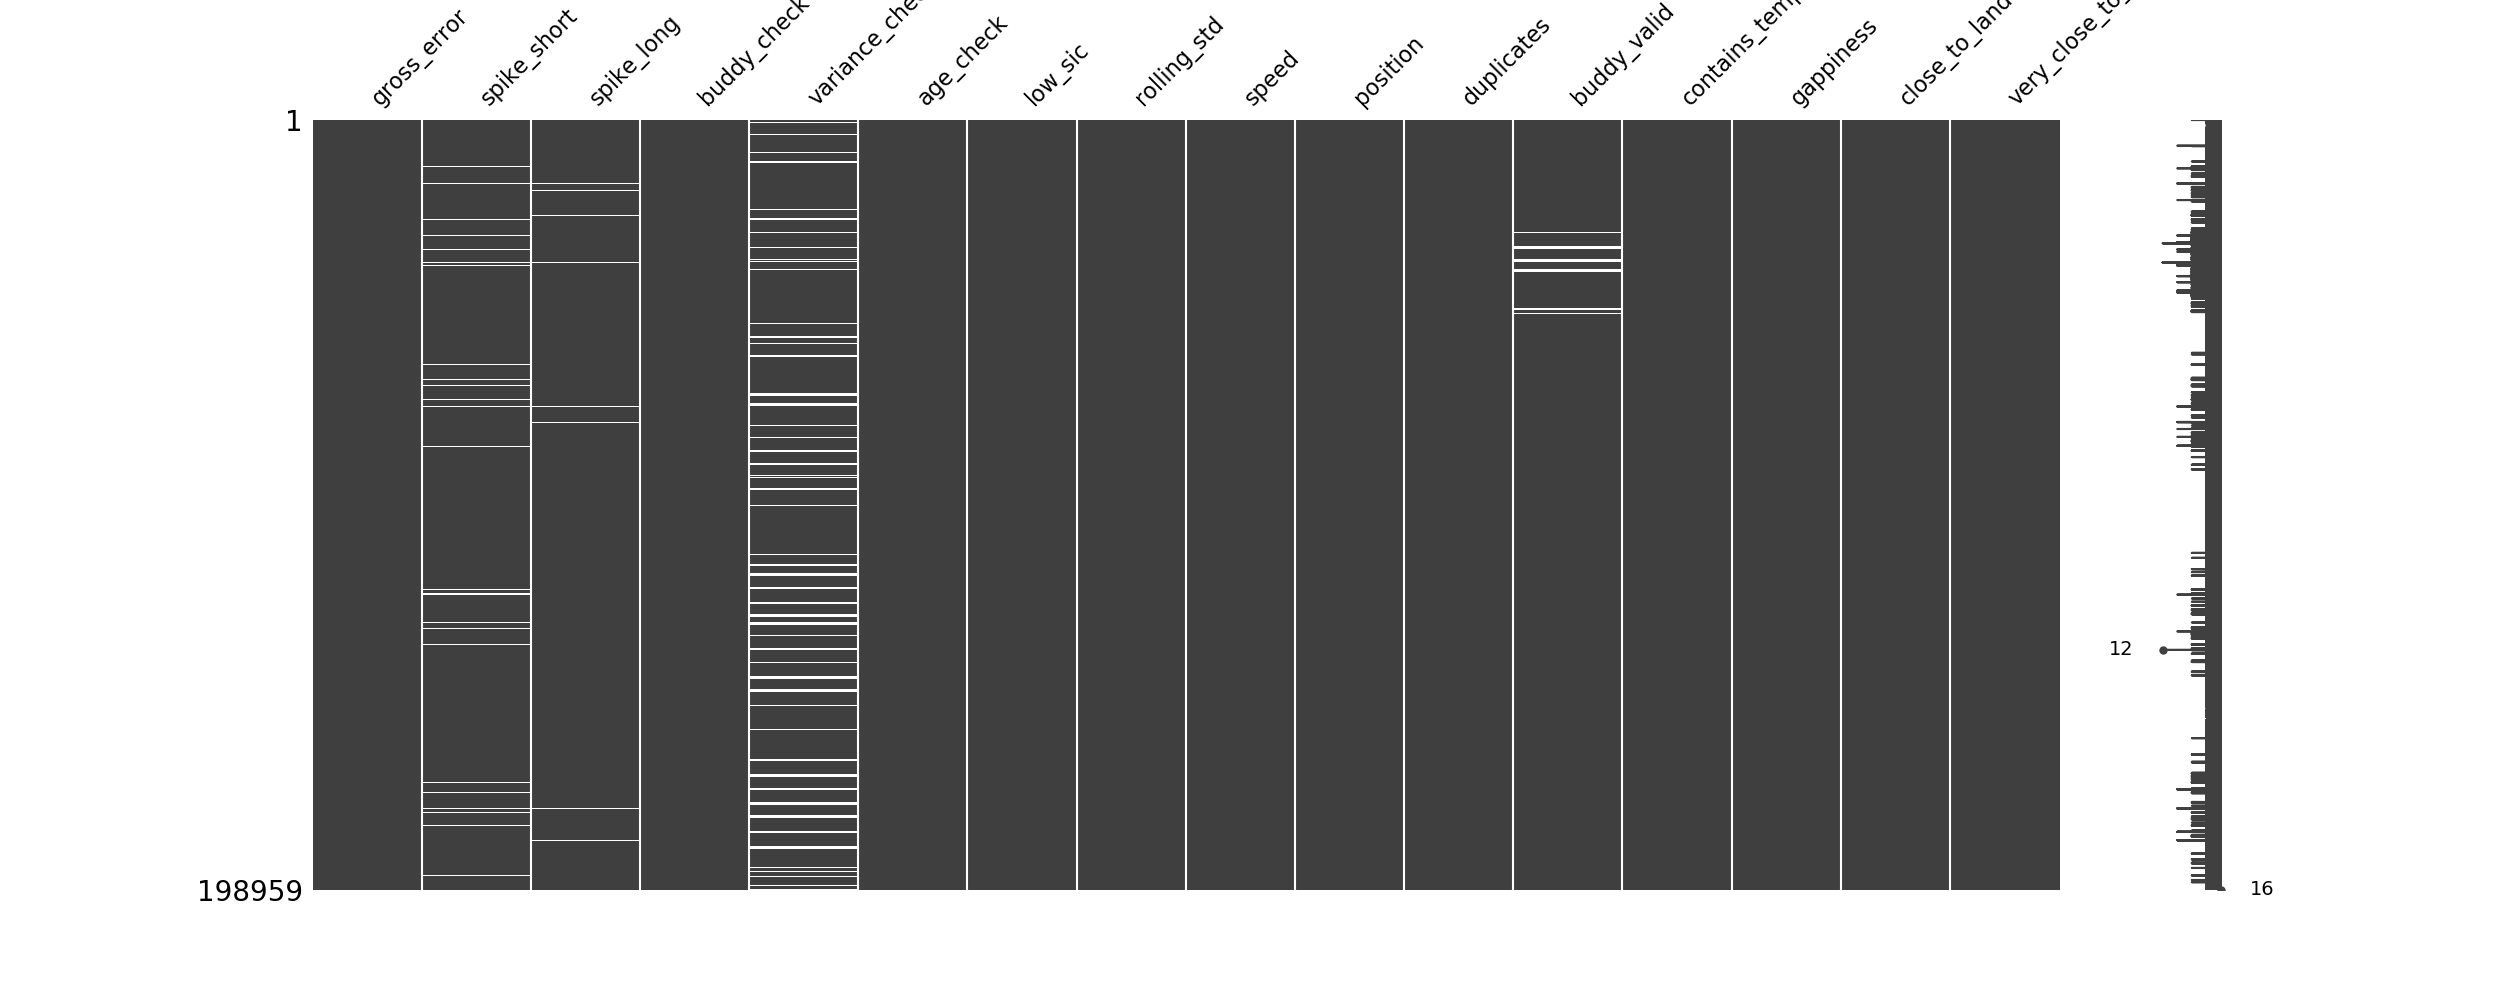 gross_error
spike_short
spike_long
buddy_check
age_check
low_sic
rolling_std
speed
position
duplicates
buddy_valid
gappiness
close_to_land
1
12
198959
16